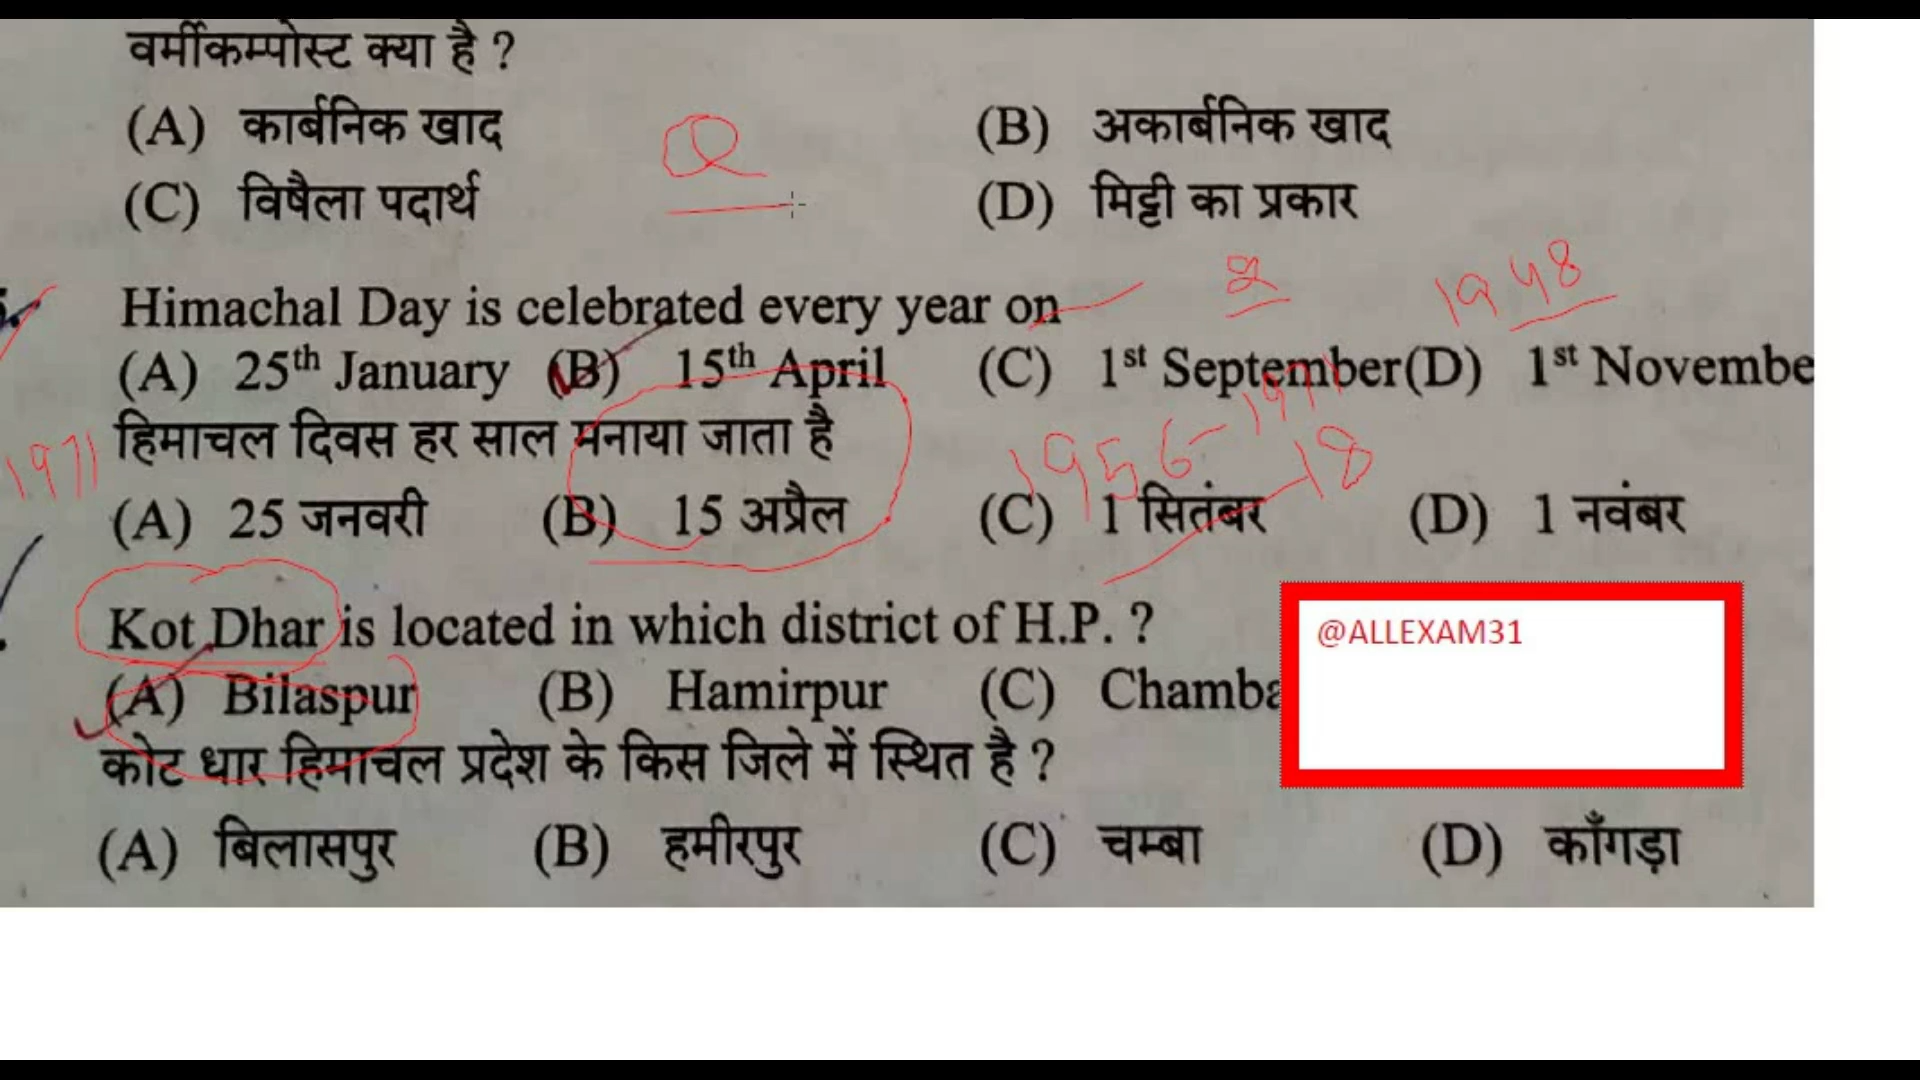 वर्मीकम्पोस्ट क्या है ?
(A) कार्बनिक खाद (B) अकार्बनिक खाद
(C) विषैला पदार्थ (D) मिट्टी का प्रकार
1948
Himachal Day is celebrated every year on
(A) 25th January (B) 15th April (C) 1st September (D) 1st Novembe
1971
हिमाचल दिवस हर साल मनाया जाता है
1971 1956 18
(A) 25 जनवरी (B) 15 अप्रैल (C) 1 सितंबर (D) 1 नवंबर
Kot Dhar is located in which district of H.P. ?
@ALLEXAM31
(A) Bilaspur (B) Hamirpur (C) Chamba
कोट धार हिमाचल प्रदेश के किस जिले में स्थित है ?
(A) बिलासपुर (B) हमीरपुर (C) चम्बा (D) काँगड़ा